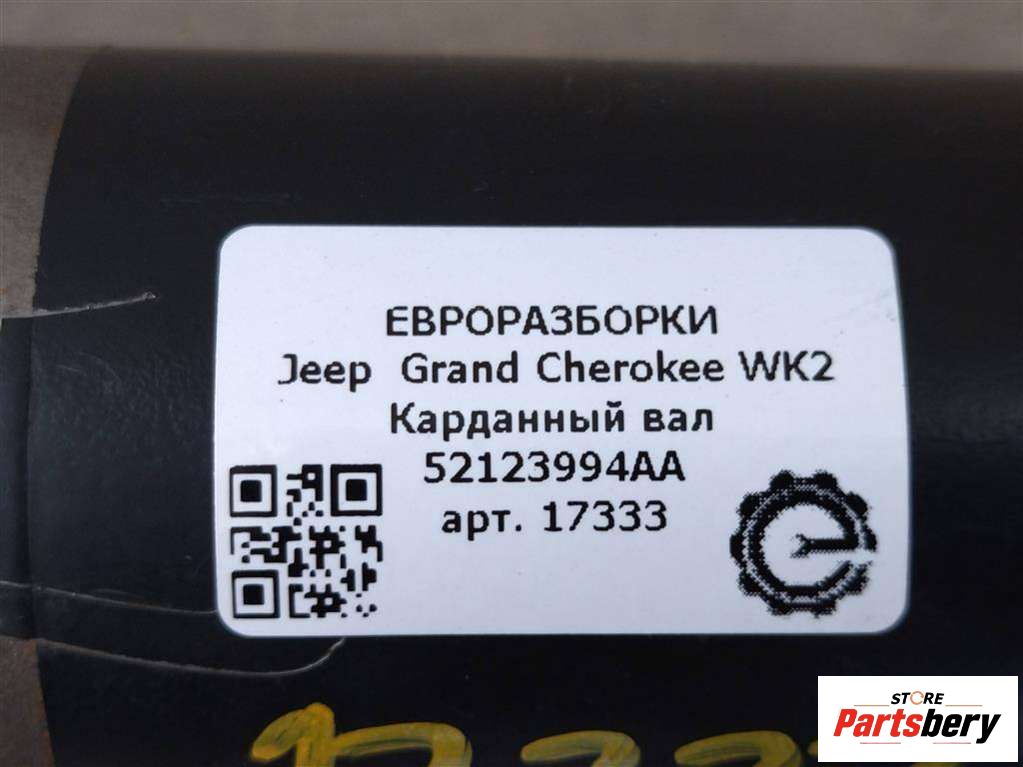 ЕВРОРАЗБОРКИ
Jeep Grand Cherokee WK2
Карданный вал
52123994AA
арт. 17333
STORE
Partsbery